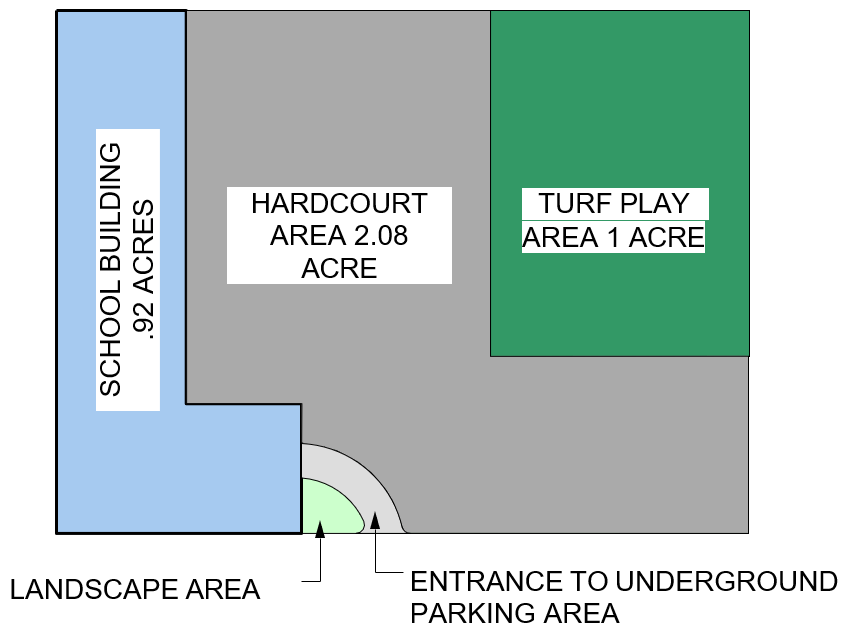 SCHOOL BUILDING
.92 ACRES
HARDCOURT
AREA 2.08
ACRE
TURF PLAY
AREA 1 ACRE
LANDSCAPE AREA
ENTRANCE TO UNDERGROUND
PARKING AREA